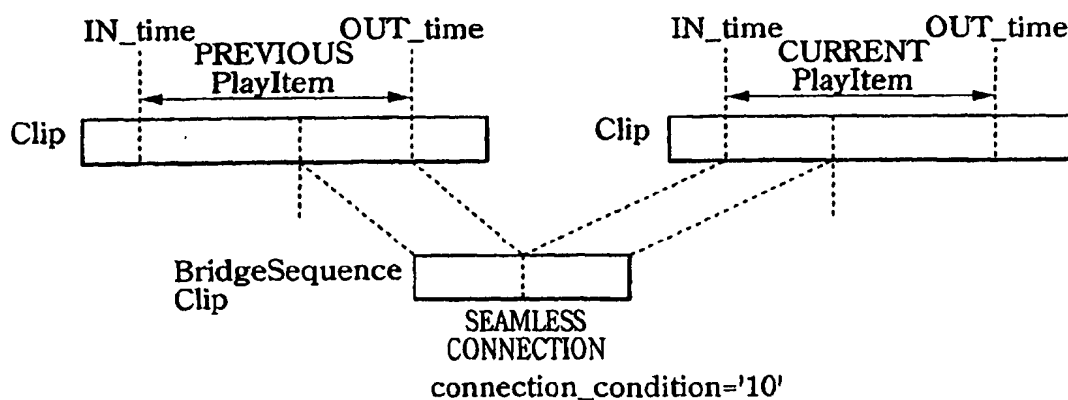 IN_time
OUT_time
PREVIOUS
PlayItem
Clip
IN_time
OUT_time
CURRENT
PlayItem
Clip
BridgeSequence
Clip
SEAMLESS
CONNECTION
connection_condition='10'